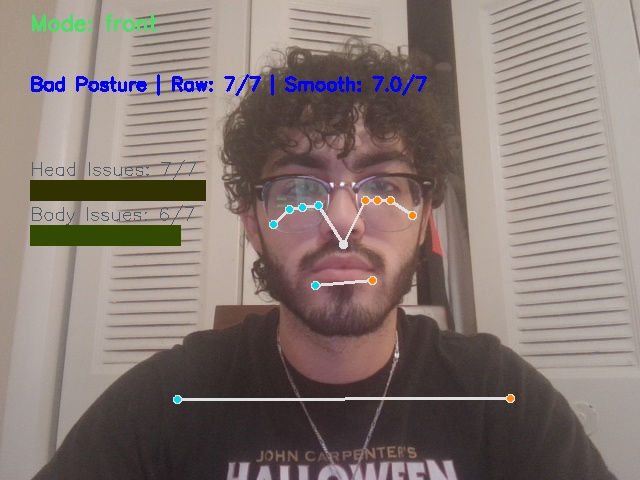 Mode: front
Bad Posture | Raw: 7/7 | Smooth: 7.0/7
Head Issues: 7/7
Body Issues: 6/7
JOHN CARPENTER'S
HALLOWEEN